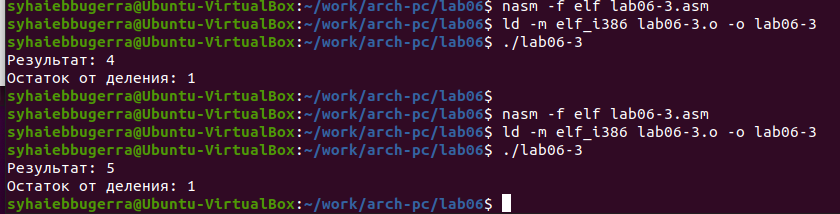 syhaiebbugerra@Ubuntu-VirtualBox:~/work/arch-pc/lab06$ nasm -f elf lab06-3.asm
syhaiebbugerra@Ubuntu-VirtualBox:~/work/arch-pc/lab06$ ld -m elf_i386 lab06-3.o -o lab06-3
syhaiebbugerra@Ubuntu-VirtualBox:~/work/arch-pc/lab06$ ./lab06-3
Результат: 4
Остаток от деления: 1
syhaiebbugerra@Ubuntu-VirtualBox:~/work/arch-pc/lab06$
syhaiebbugerra@Ubuntu-VirtualBox:~/work/arch-pc/lab06$ nasm -f elf lab06-3.asm
syhaiebbugerra@Ubuntu-VirtualBox:~/work/arch-pc/lab06$ ld -m elf_i386 lab06-3.o -o lab06-3
syhaiebbugerra@Ubuntu-VirtualBox:~/work/arch-pc/lab06$ ./lab06-3
Результат: 5
Остаток от деления: 1
syhaiebbugerra@Ubuntu-VirtualBox:~/work/arch-pc/lab06$